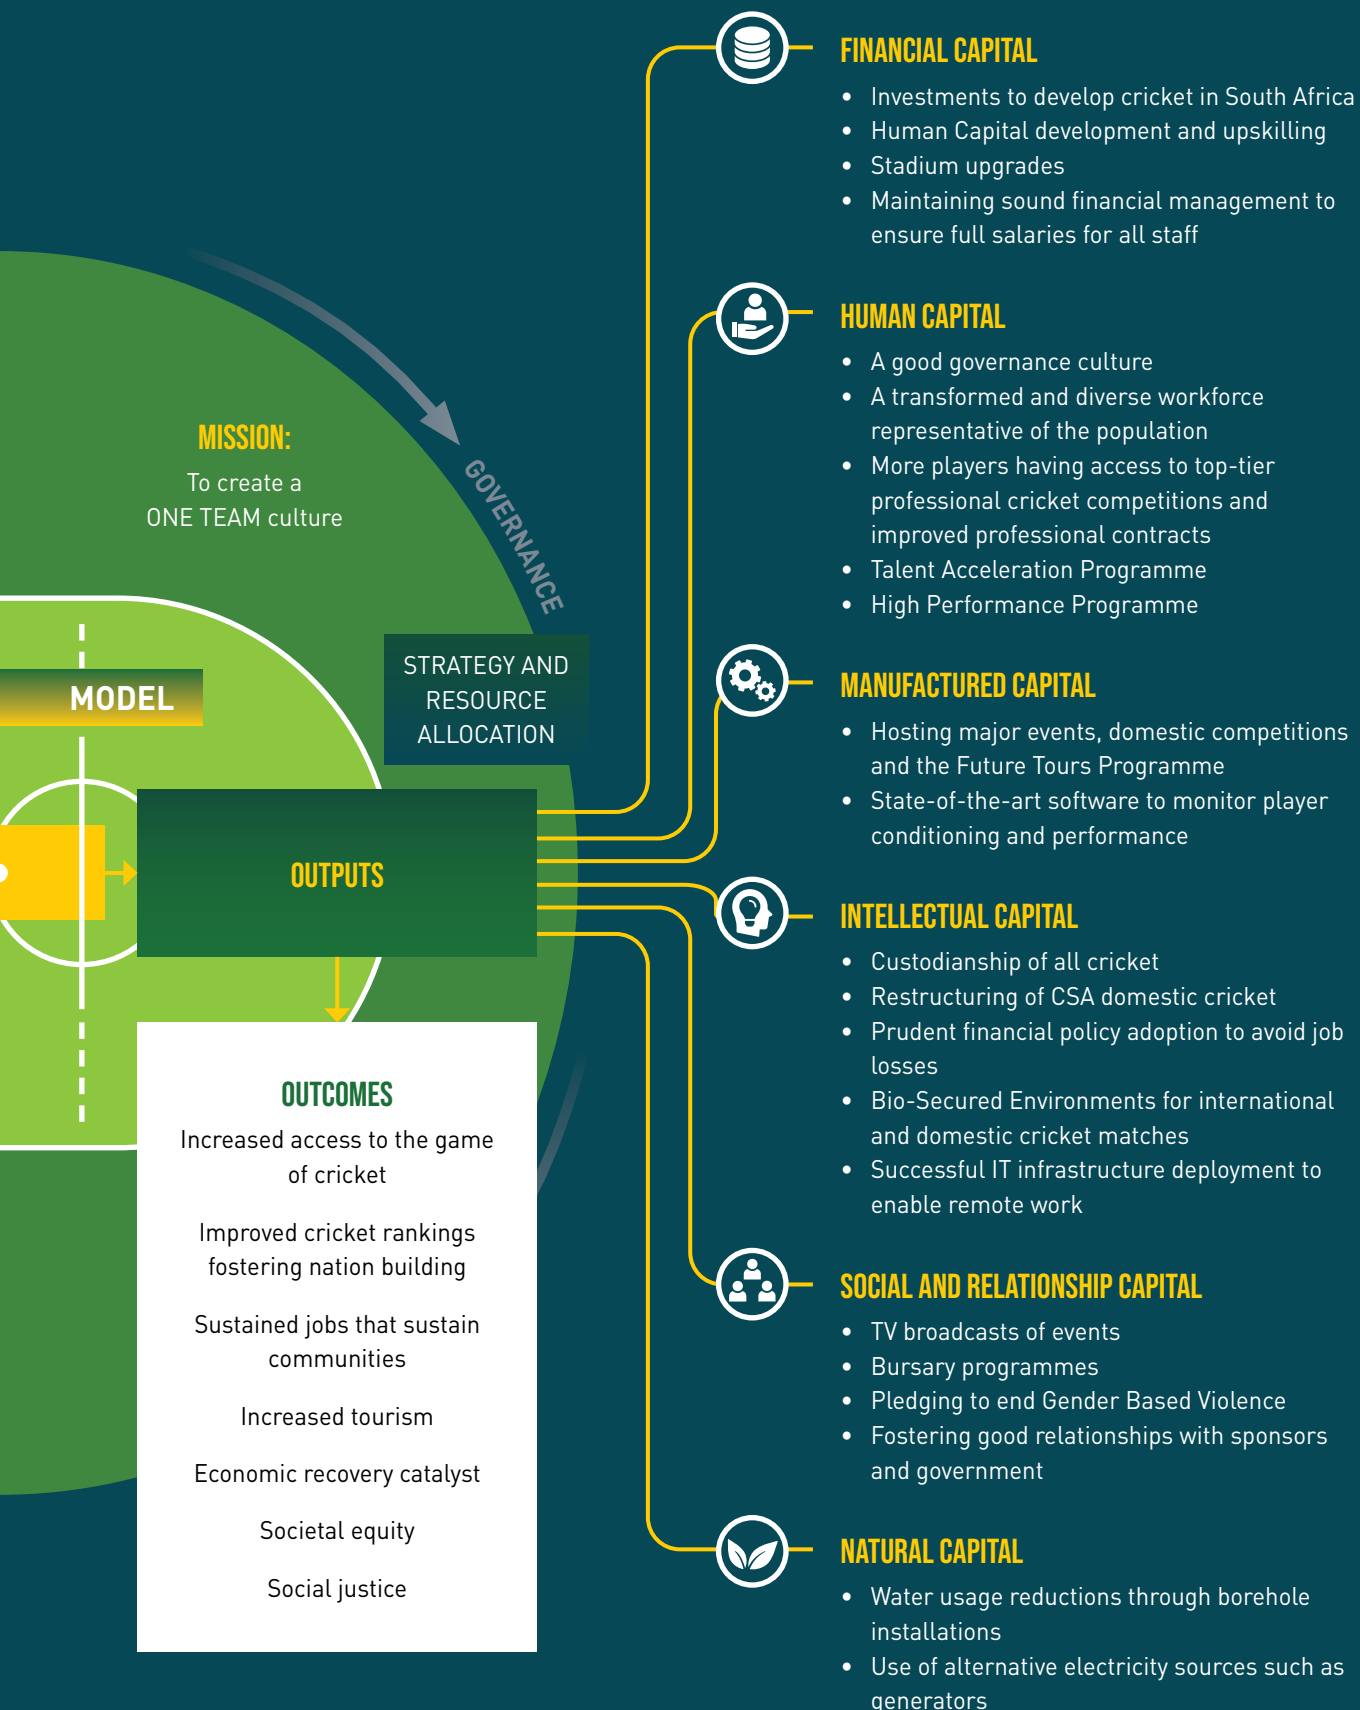 MISSION:
To create a
ONE TEAM culture
GOVERNANCE
MODEL
STRATEGY AND
RESOURCE
ALLOCATION
OUTPUTS
OUTCOMES
Increased access to the game
of cricket
Improved cricket rankings
fostering nation building
Sustained jobs that sustain
communities
Increased tourism
Economic recovery catalyst
Societal equity
Social justice
FINANCIAL CAPITAL
• Investments to develop cricket in South Africa
• Human Capital development and upskilling
• Stadium upgrades
• Maintaining sound financial management to
ensure full salaries for all staff
HUMAN CAPITAL
• A good governance culture
• A transformed and diverse workforce
representative of the population
• More players having access to top-tier
professional cricket competitions and
improved professional contracts
• Talent Acceleration Programme
• High Performance Programme
MANUFACTURED CAPITAL
• Hosting major events, domestic competitions
and the Future Tours Programme
• State-of-the-art software to monitor player
conditioning and performance
INTELLECTUAL CAPITAL
• Custodianship of all cricket
• Restructuring of CSA domestic cricket
• Prudent financial policy adoption to avoid job
losses
• Bio-Secured Environments for international
and domestic cricket matches
• Successful IT infrastructure deployment to
enable remote work
SOCIAL AND RELATIONSHIP CAPITAL
• TV broadcasts of events
• Bursary programmes
• Pledging to end Gender Based Violence
• Fostering good relationships with sponsors
and government
NATURAL CAPITAL
• Water usage reductions through borehole
installations
• Use of alternative electricity sources such as
generators